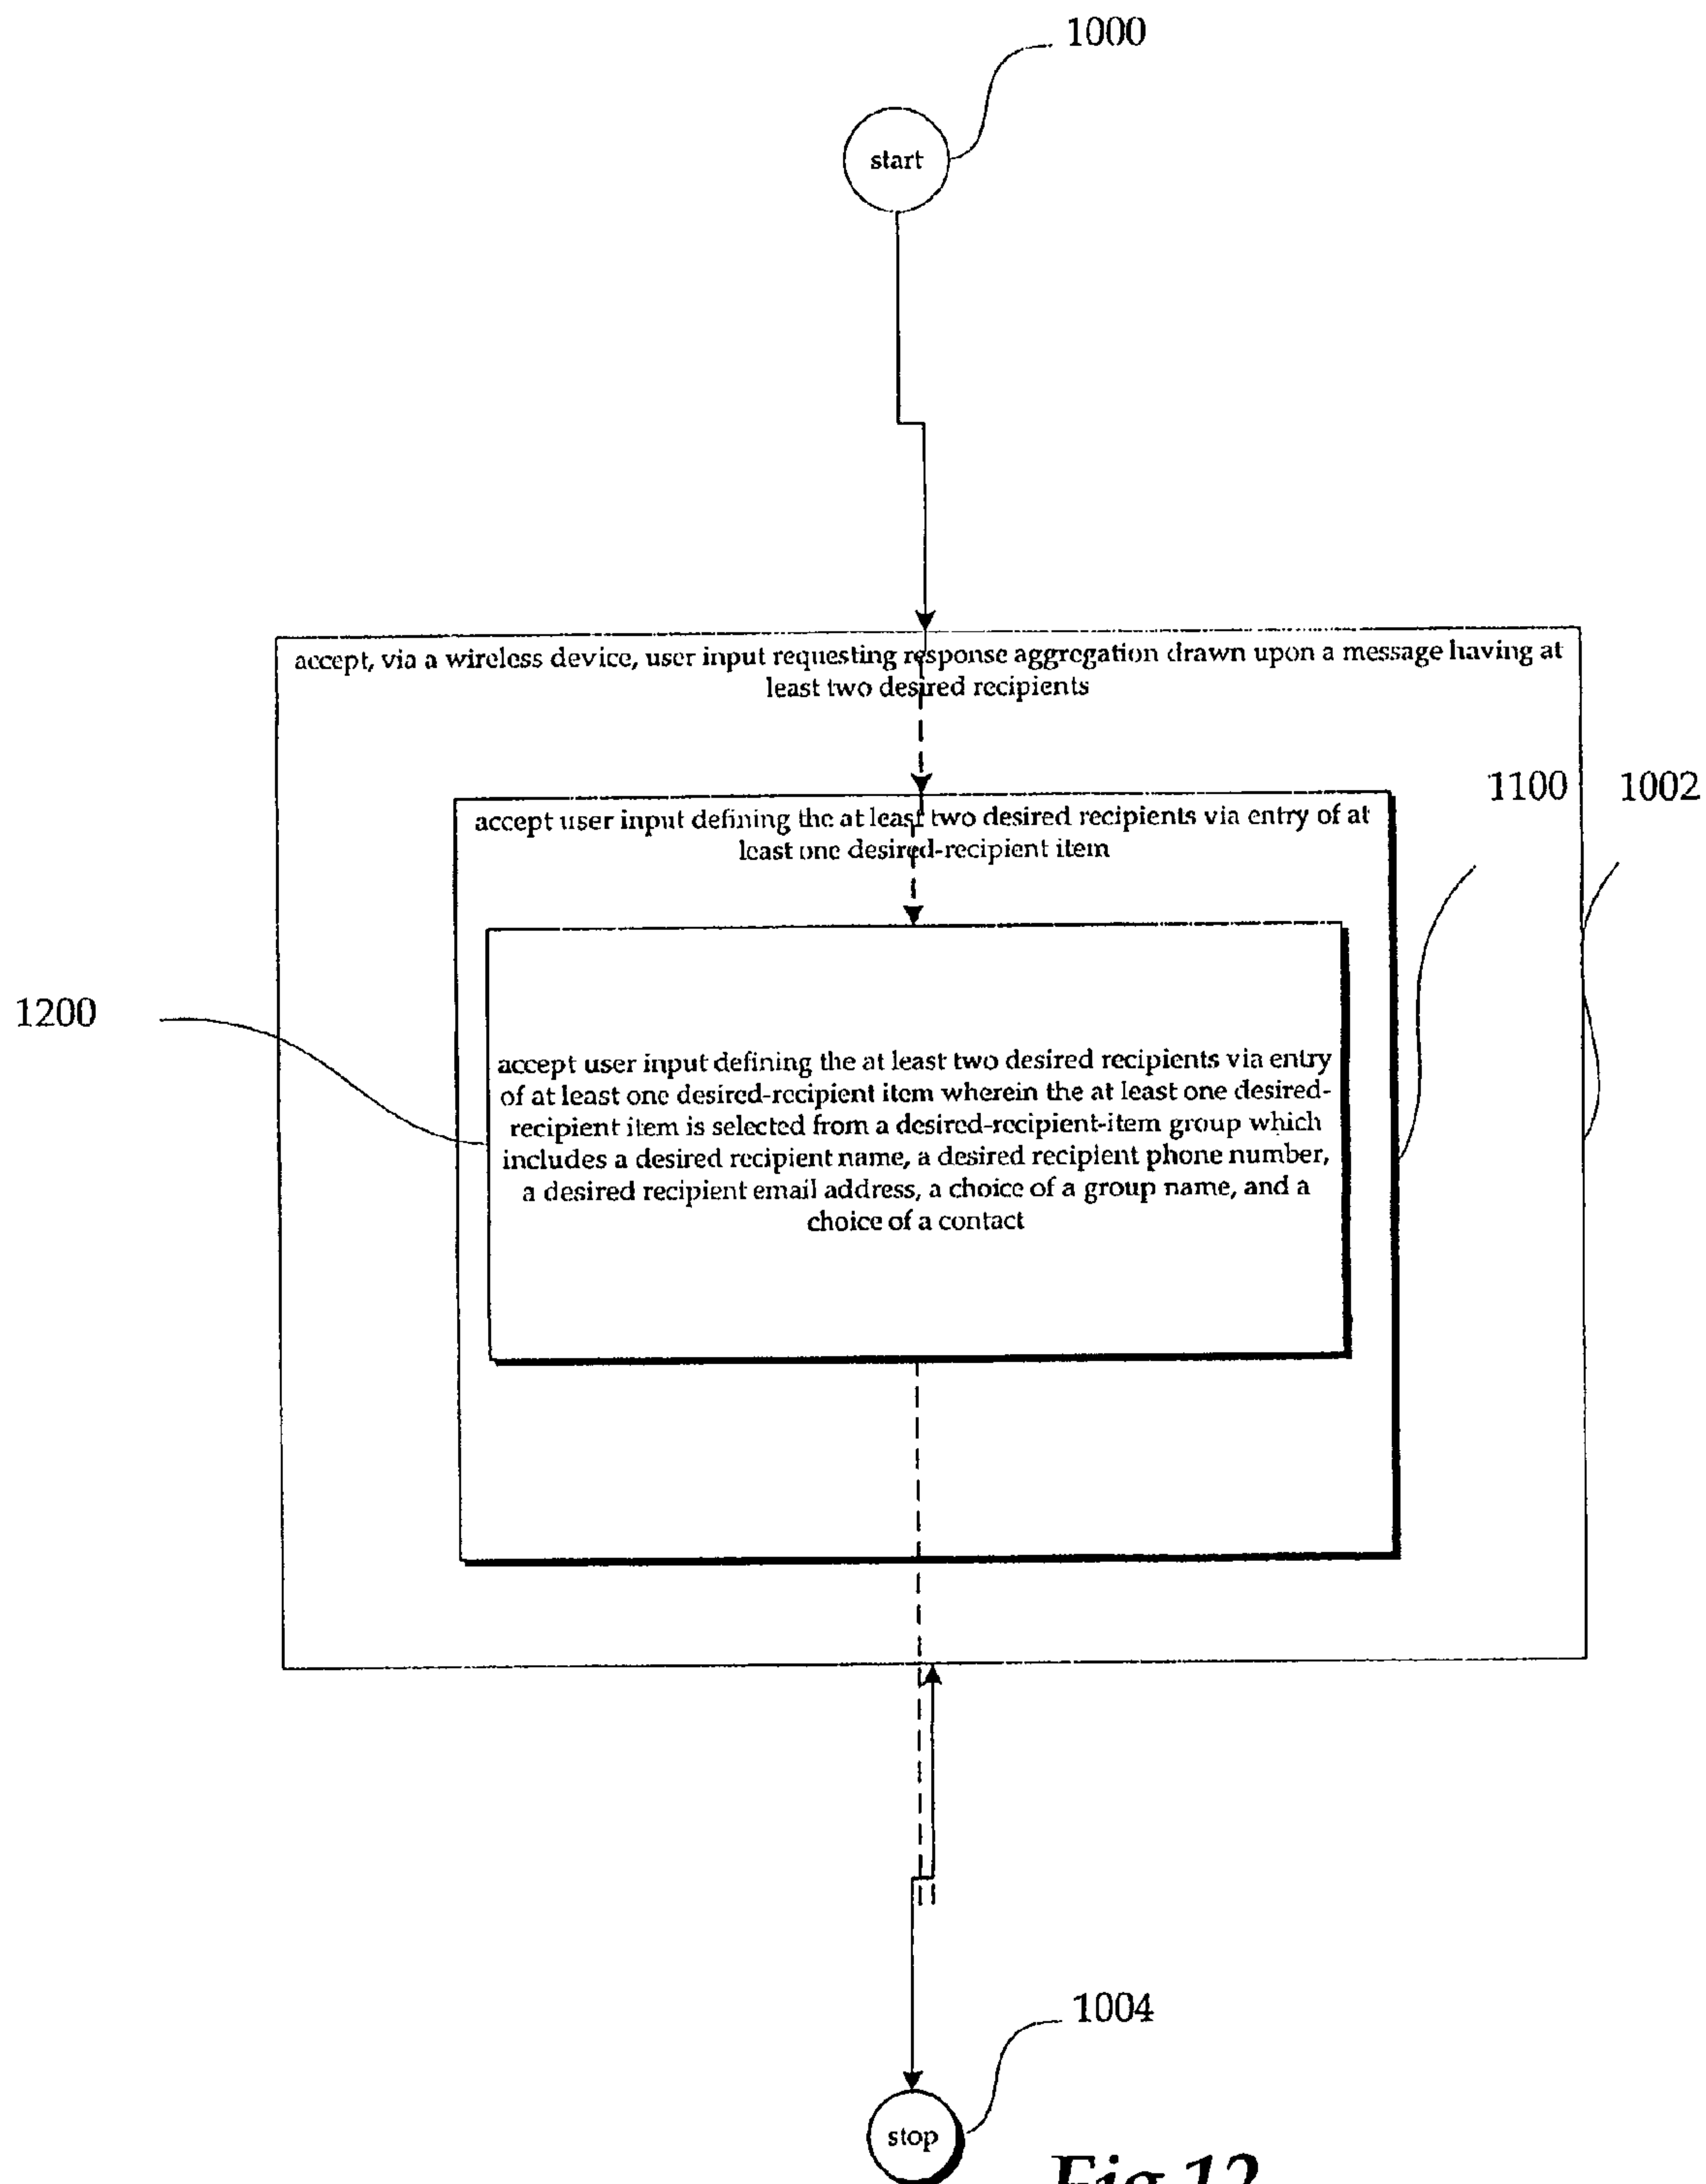 1000
start
accept, via a wireless device, user input requesting response aggregation drawn upon a message having at
least two desired recipients
1100
1002
accept user input defining the at least two desired recipients via entry of at
least one desired-recipient item
1200
accept user input defining the at least two desired recipients via entry
of at least one desired-recipient item wherein the at least one desired-
recipient item is selected from a desired-recipient-item group which
includes a desired recipient name, a desired recipient phone number,
a desired recipient email address, a choice of a group name, and a
choice of a contact
1004
stop
Fig 12